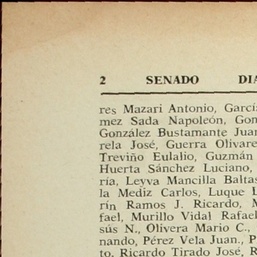 2 SENADO DIA
res Mazari Antonio, Garcí
mez Sada Napoleón, Gon
González Bustamante Juan
rela José, Guerra Olivare
Treviño Eulalio, Guzmán
Huerta Sánchez Luciano,
ría, Leyva Mancilla Baltas
la Mediz Carlos, Luque L
rín Ramos J. Ricardo, M
fael, Murillo Vidal Rafael
sús N., Olivera Mario C.,
nando, Pérez Vela Juan., P
to, Ricardo Tirado José, R